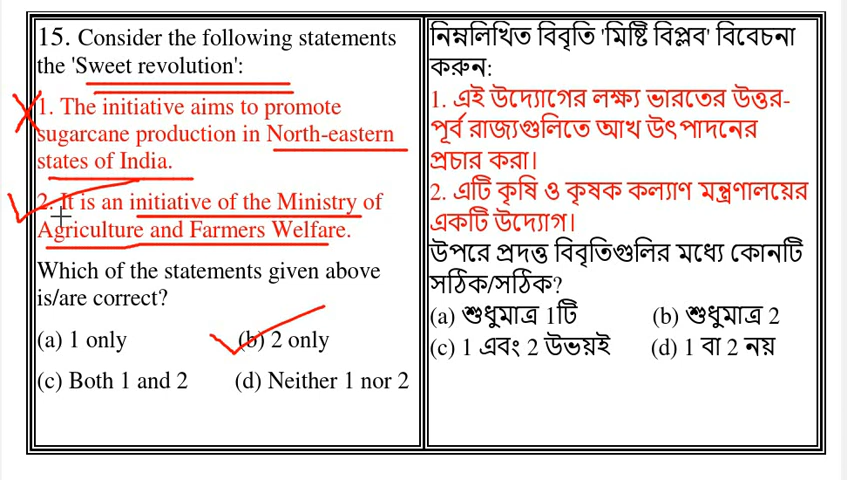 15. Consider the following statements
the 'Sweet revolution':
1. The initiative aims to promote
sugarcane production in North-eastern
states of India.
2. It is an initiative of the Ministry of
Agriculture and Farmers Welfare.
Which of the statements given above
is/are correct?
(a) 1 only (b) 2 only
(c) Both 1 and 2 (d) Neither 1 nor 2
নিম্নলিখিত বিবৃতি 'মিষ্টি বিপ্লব' বিবেচনা
করুন:
1. এই উদ্যোগের লক্ষ্য ভারতের উত্তর-
পূর্ব রাজ্যগুলিতে আখ উৎপাদনের
প্রচার করা।
2. এটি কৃষি ও কৃষক কল্যাণ মন্ত্রণালয়ের
একটি উদ্যোগ।
উপরে প্রদত্ত বিবৃতিগুলির মধ্যে কোনটি
সঠিক/সঠিক?
(a) শুধুমাত্র 1টি (b) শুধুমাত্র 2
(c) 1 এবং 2 উভয়ই (d) 1 বা 2 নয়